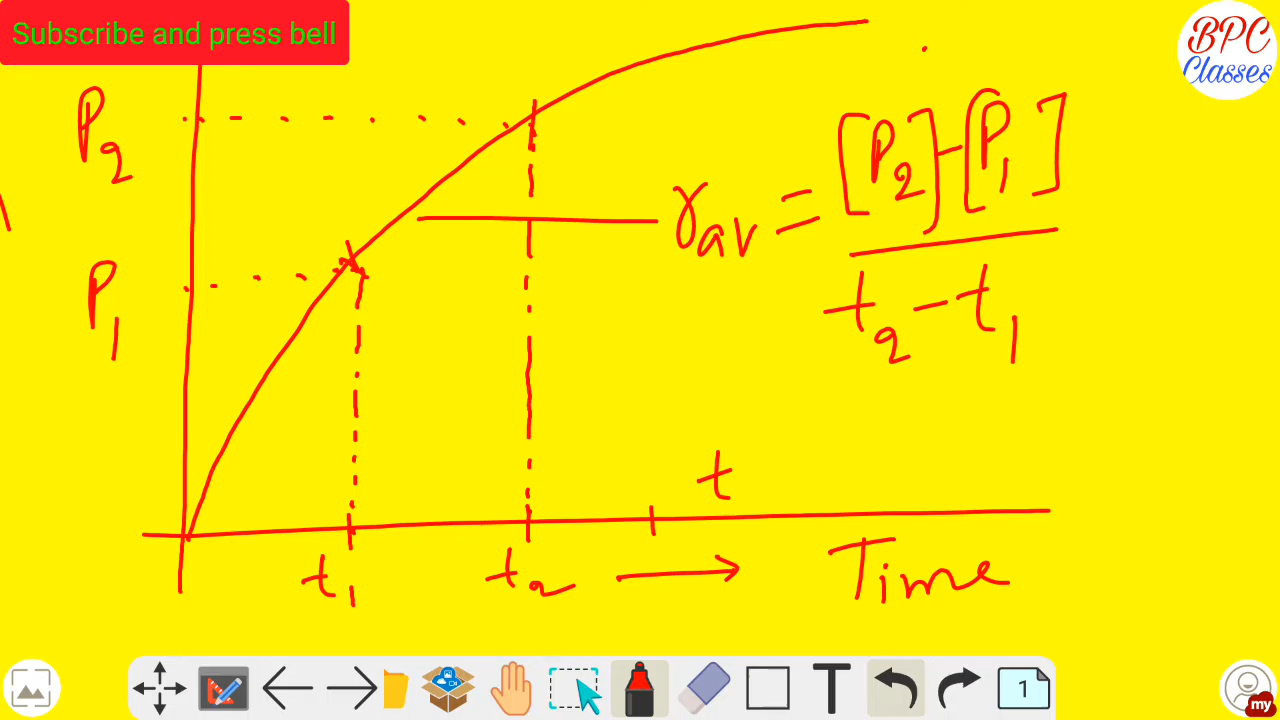 Subscribe and press bell
BPC
Classes
P2
P1
rav = [P2] - [P1]
t2 - t1
t
t1 t2 → Time
1
my